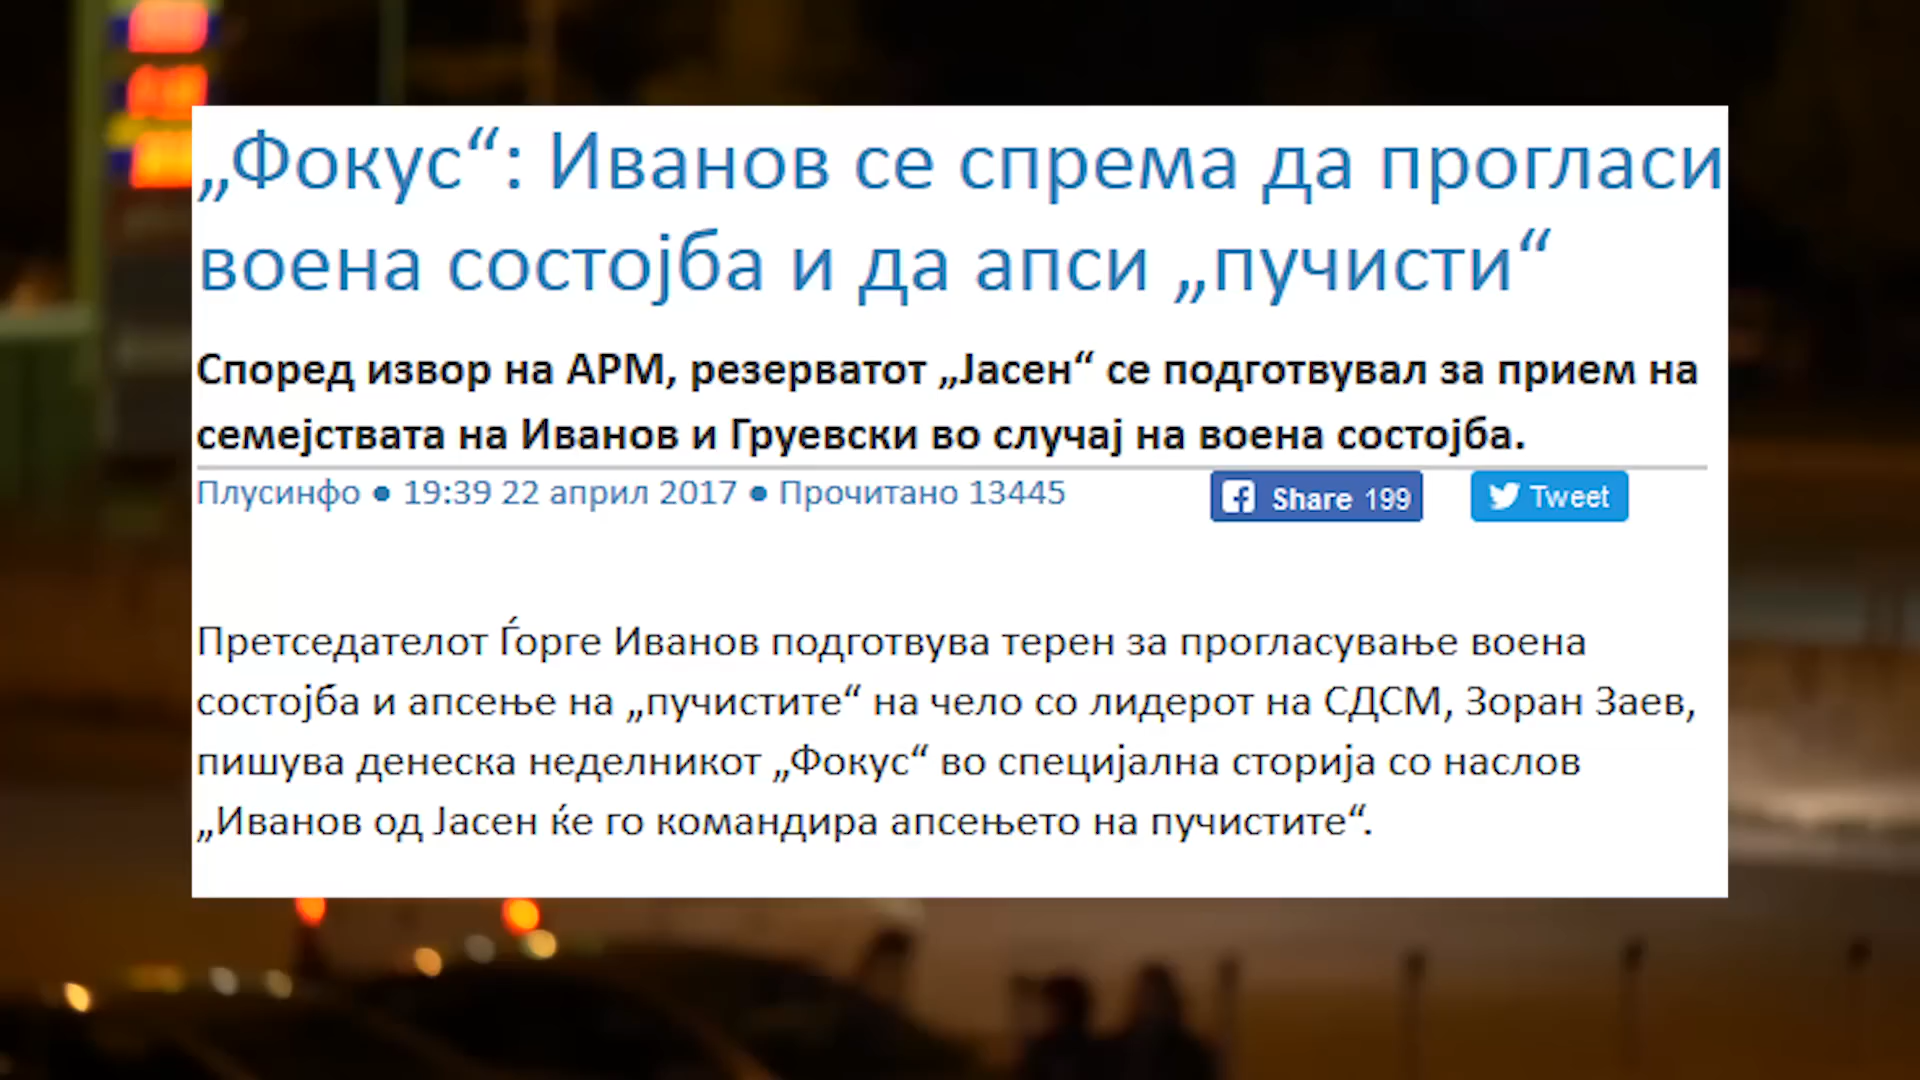 „Фокус“: Иванов се спрема да прогласи
воена состојба и да апси „пучисти“
Според извор на АРМ, резерватот „Јасен“ се подготвувал за прием на
семејствата на Иванов и Груевски во случај на воена состојба.
Плусинфо ● 19:39 22 април 2017 ● Прочитано 13445
Share 199
Tweet
Претседателот Ѓорге Иванов подготвува терен за прогласување воена
состојба и апсење на „пучистите“ на чело со лидерот на СДСМ, Зоран Заев,
пишува денеска неделникот „Фокус“ во специјална сторија со наслов
„Иванов од Јасен ќе го командира апсењето на пучистите“.